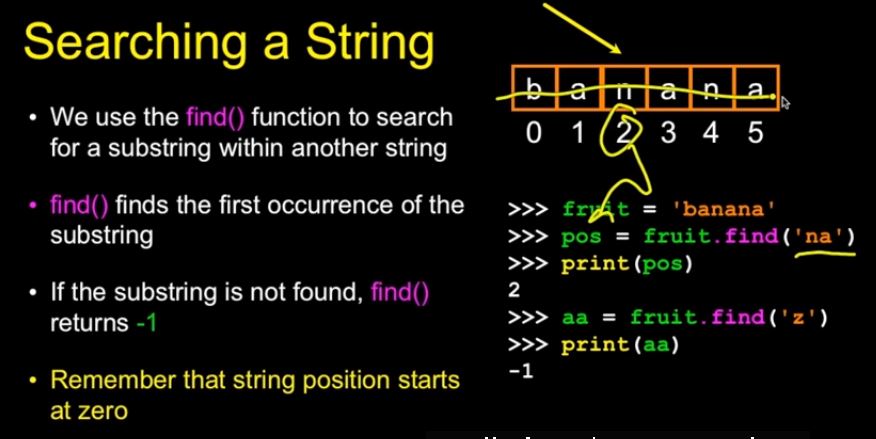 Searching a String
• We use the find() function to search
for a substring within another string
• find() finds the first occurrence of the
substring
• If the substring is not found, find()
returns -1
• Remember that string position starts
at zero
b a n a n a
0 1 2 3 4 5
>>> fruit = 'banana'
>>> pos = fruit.find('na')
>>> print(pos)
2
>>> aa = fruit.find('z')
>>> print(aa)
-1